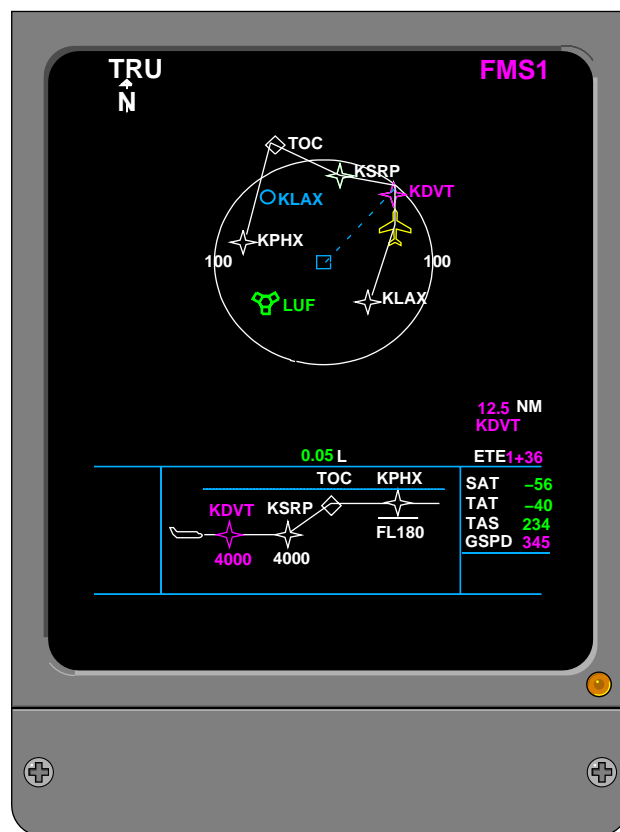 TRU
FMS1
N
TOC
KSRP
KDVT
KLAX
KPHX
100
100
LUF
KLAX
12.5 NM
KDVT
0.05 L
ETE 1+36
TOC KPHX
SAT −56
KDVT KSRP
TAT −40
TAS 234
FL180
GSPD 345
4000 4000